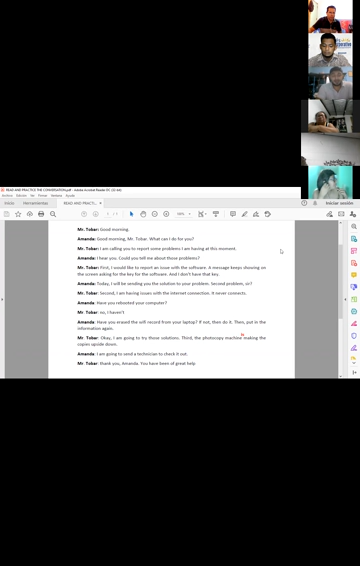 READ AND PRACTICE THE CONVERSATION.pdf - Adobe Acrobat Reader DC (32-bit)
Inicio Herramientas READ AND PRACTI... × Iniciar sesión
Mr. Tobar: Good morning.
Amanda: Good morning, Mr. Tobar. What can I do for you?
Mr. Tobar: I am calling you to report some problems I am having at this moment.
Amanda: I hear you. Could you tell me about those problems?
Mr. Tobar: First, I would like to report an issue with the software. A message keeps showing on
the screen asking for the key for the software. And I don't have that key.
Amanda: Today, I will be sending you the solution to your problem. Second problem, sir?
Mr. Tobar: Second, I am having issues with the internet connection. It never connects.
Amanda: Have you rebooted your computer?
Mr. Tobar: no, I haven't
Amanda: Have you erased the wifi record from your laptop? If not, then do it. Then, put in the
information again.
is
Mr. Tobar: Okay, I am going to try those solutions. Third, the photocopy machine making the
copies upside down.
Amanda: I am going to send a technician to check it out.
Mr. Tobar: thank you, Amanda. You have been of great help